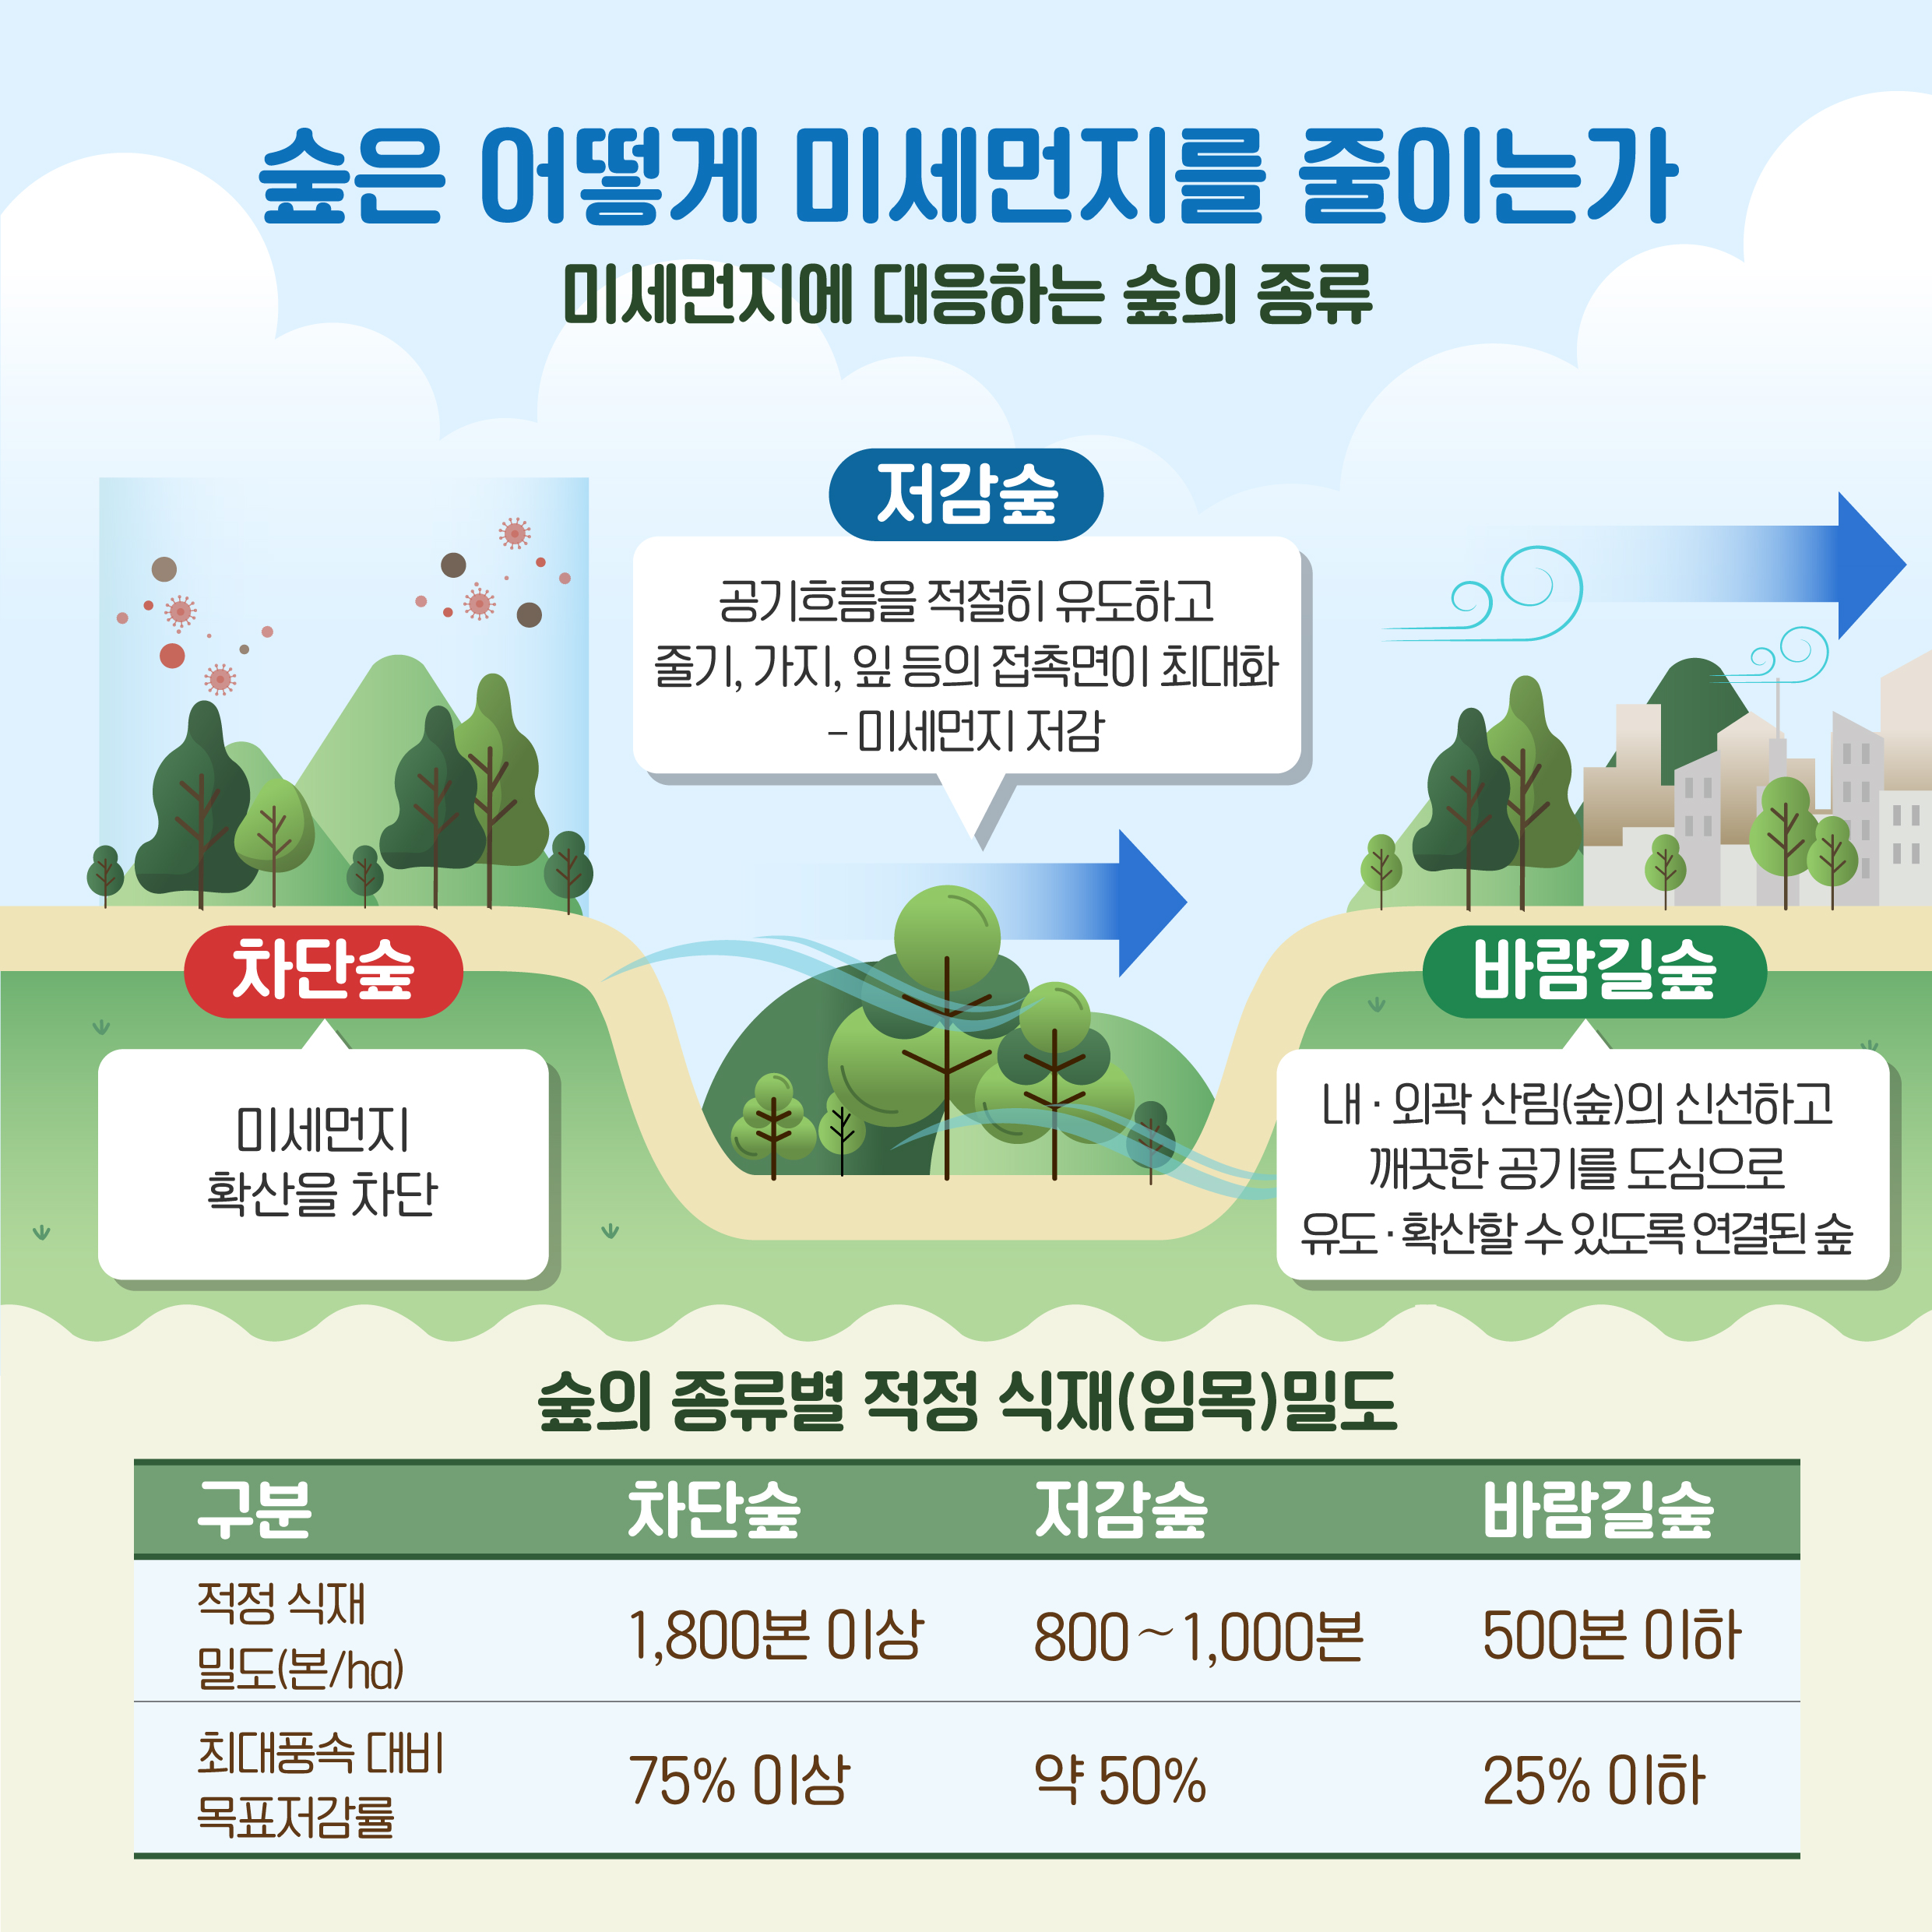 숲은 어떻게 미세먼지를 줄이는가
미세먼지에 대응하는 숲의 종류
저감숲
공기흐름을 적절히 유도하고
줄기, 가지, 잎 등의 접촉면이 최대화
- 미세먼지 저감
차단숲
미세먼지
확산을 차단
바람길숲
내·외곽 산림(숲)의 신선하고
깨끗한 공기를 도심으로
유도·확산할 수 있도록 연결된 숲
숲의 종류별 적정 식재(임목)밀도
구분 차단숲 저감숲 바람길숲
적정 식재
밀도(본/ha) 1,800본 이상 800~1,000본 500본 이하
최대풍속 대비
목표저감률 75% 이상 약 50% 25% 이하